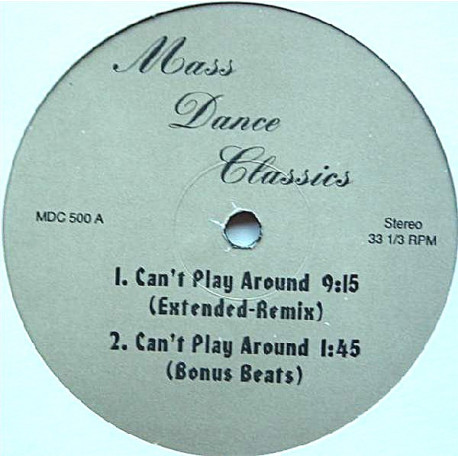 Mass
Dance
Classics
MDC 500 A
Stereo
33 1/3 RPM
1. Can't Play Around 9:15
(Extended-Remix)
2. Can't Play Around 1:45
(Bonus Beats)